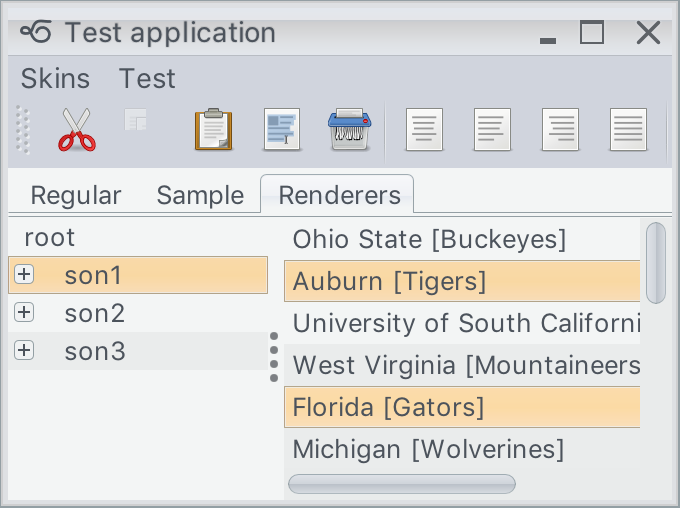 Test application
Skins Test
Regular Sample Renderers
root
son1
son2
son3
Ohio State [Buckeyes]
Auburn [Tigers]
University of South Californi
West Virginia [Mountaineers
Florida [Gators]
Michigan [Wolverines]